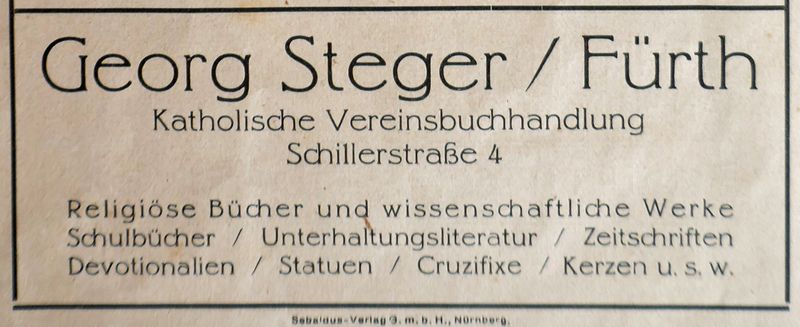 Georg Steger / Fürth
Katholische Vereinsbuchhandlung
Schillerstraße 4
Religiöse Bücher und wissenschaftliche Werke
Schulbücher / Unterhaltungsliteratur / Zeitschriften
Devotionalien / Statuen / Cruzifixe / Kerzen u. s. w.
Sebaldus-Verlag G. m. b. H., Nürnberg.